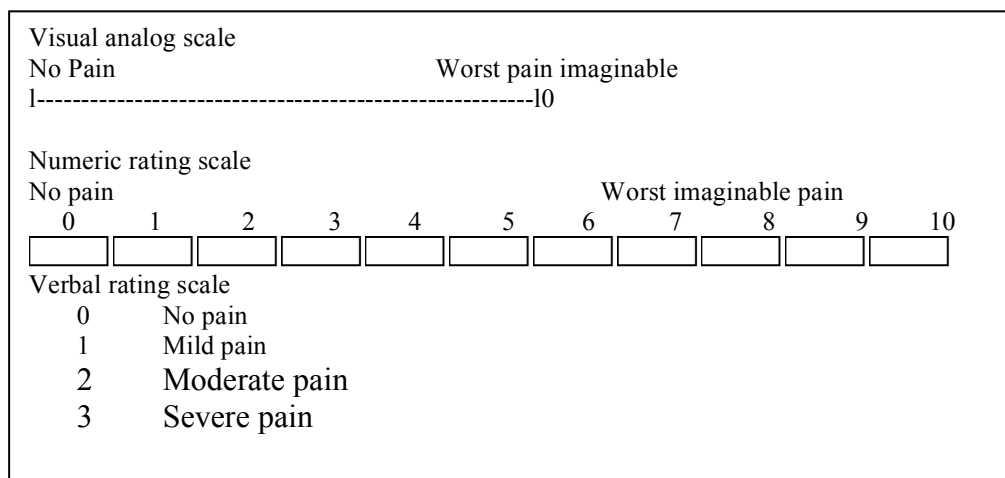 Visual analog scale
No Pain Worst pain imaginable
l---------------------------------------------------------l0
Numeric rating scale
No pain Worst imaginable pain
0 1 2 3 4 5 6 7 8 9 10
Verbal rating scale
0 No pain
1 Mild pain
2 Moderate pain
3 Severe pain